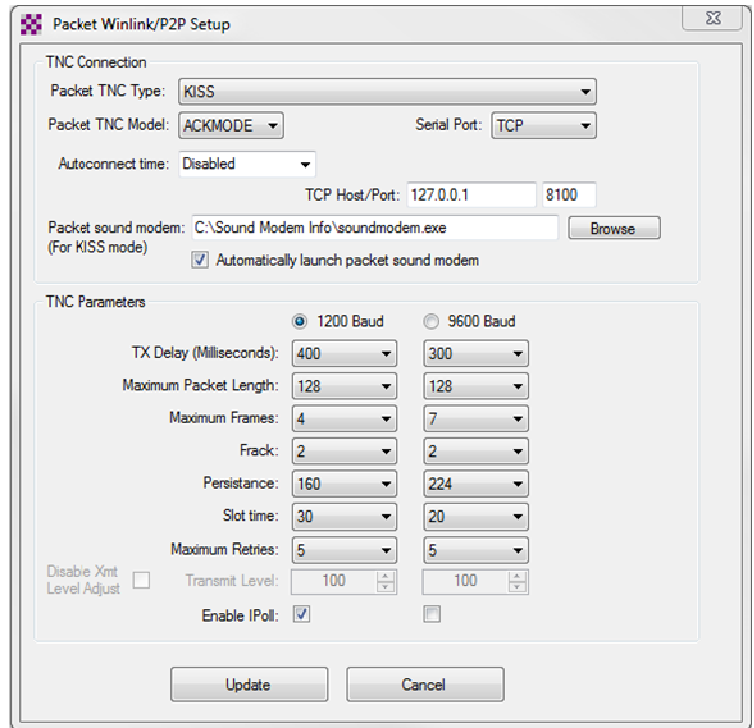 Packet Winlink/P2P Setup
TNC Connection
Packet TNC Type: KISS
Packet TNC Model: ACKMODE Serial Port: TCP
Autoconnect time: Disabled
TCP Host/Port: 127.0.0.1 8100
Packet sound modem: C:\Sound Modem Info\soundmodem.exe Browse
(For KISS mode)
Automatically launch packet sound modem
TNC Parameters
1200 Baud 9600 Baud
TX Delay (Milliseconds): 400 300
Maximum Packet Length: 128 128
Maximum Frames: 4 7
Frack: 2 2
Persistance: 160 224
Slot time: 30 20
Maximum Retries: 5 5
Disable Xmt
Level Adjust Transmit Level: 100 100
Enable IPoll:
Update Cancel